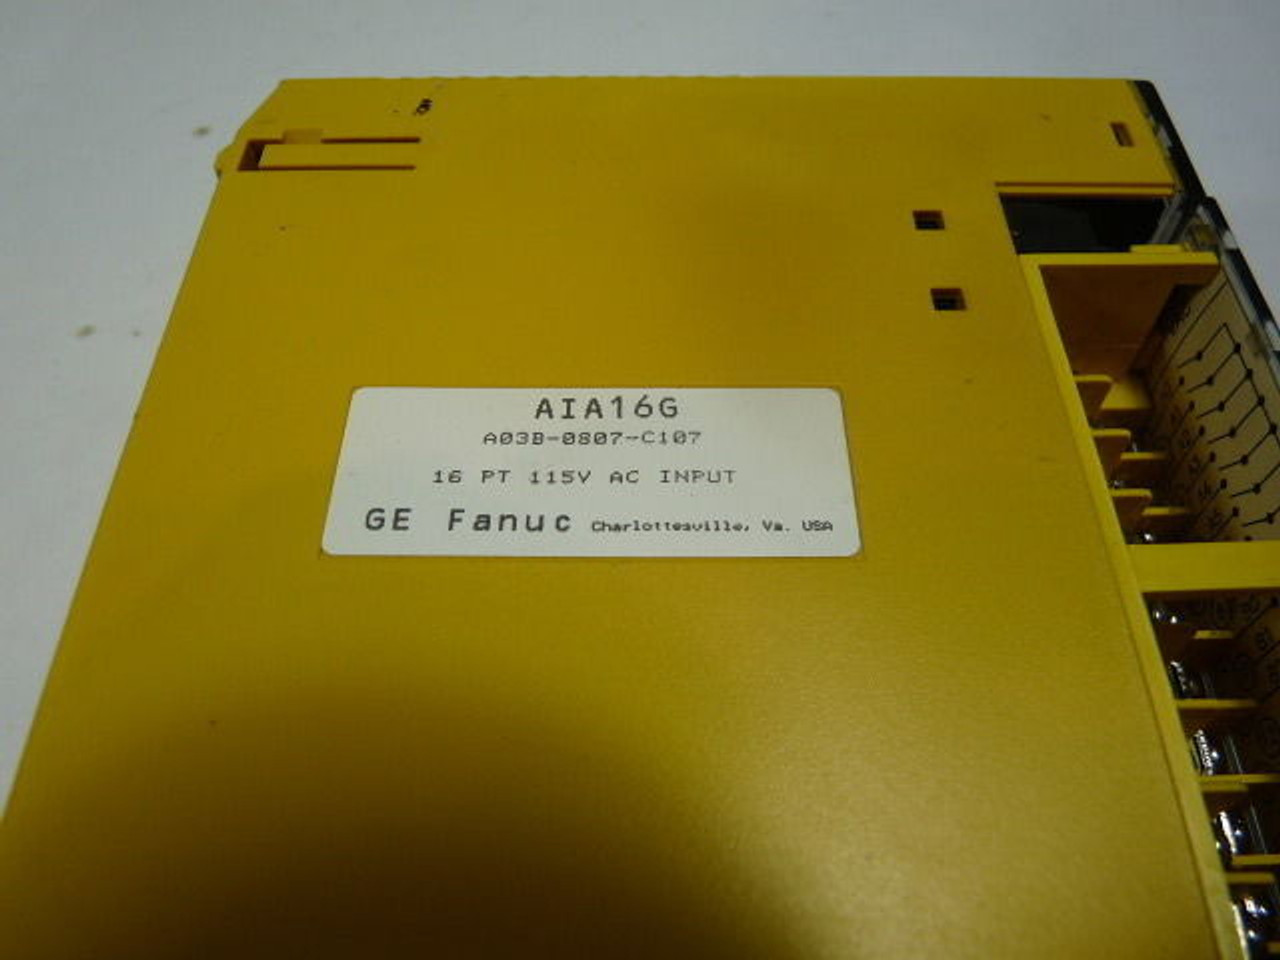 AIA16G
A03B-0807-C107
16 PT 115V AC INPUT
GE Fanuc Charlottesville, Va. USA